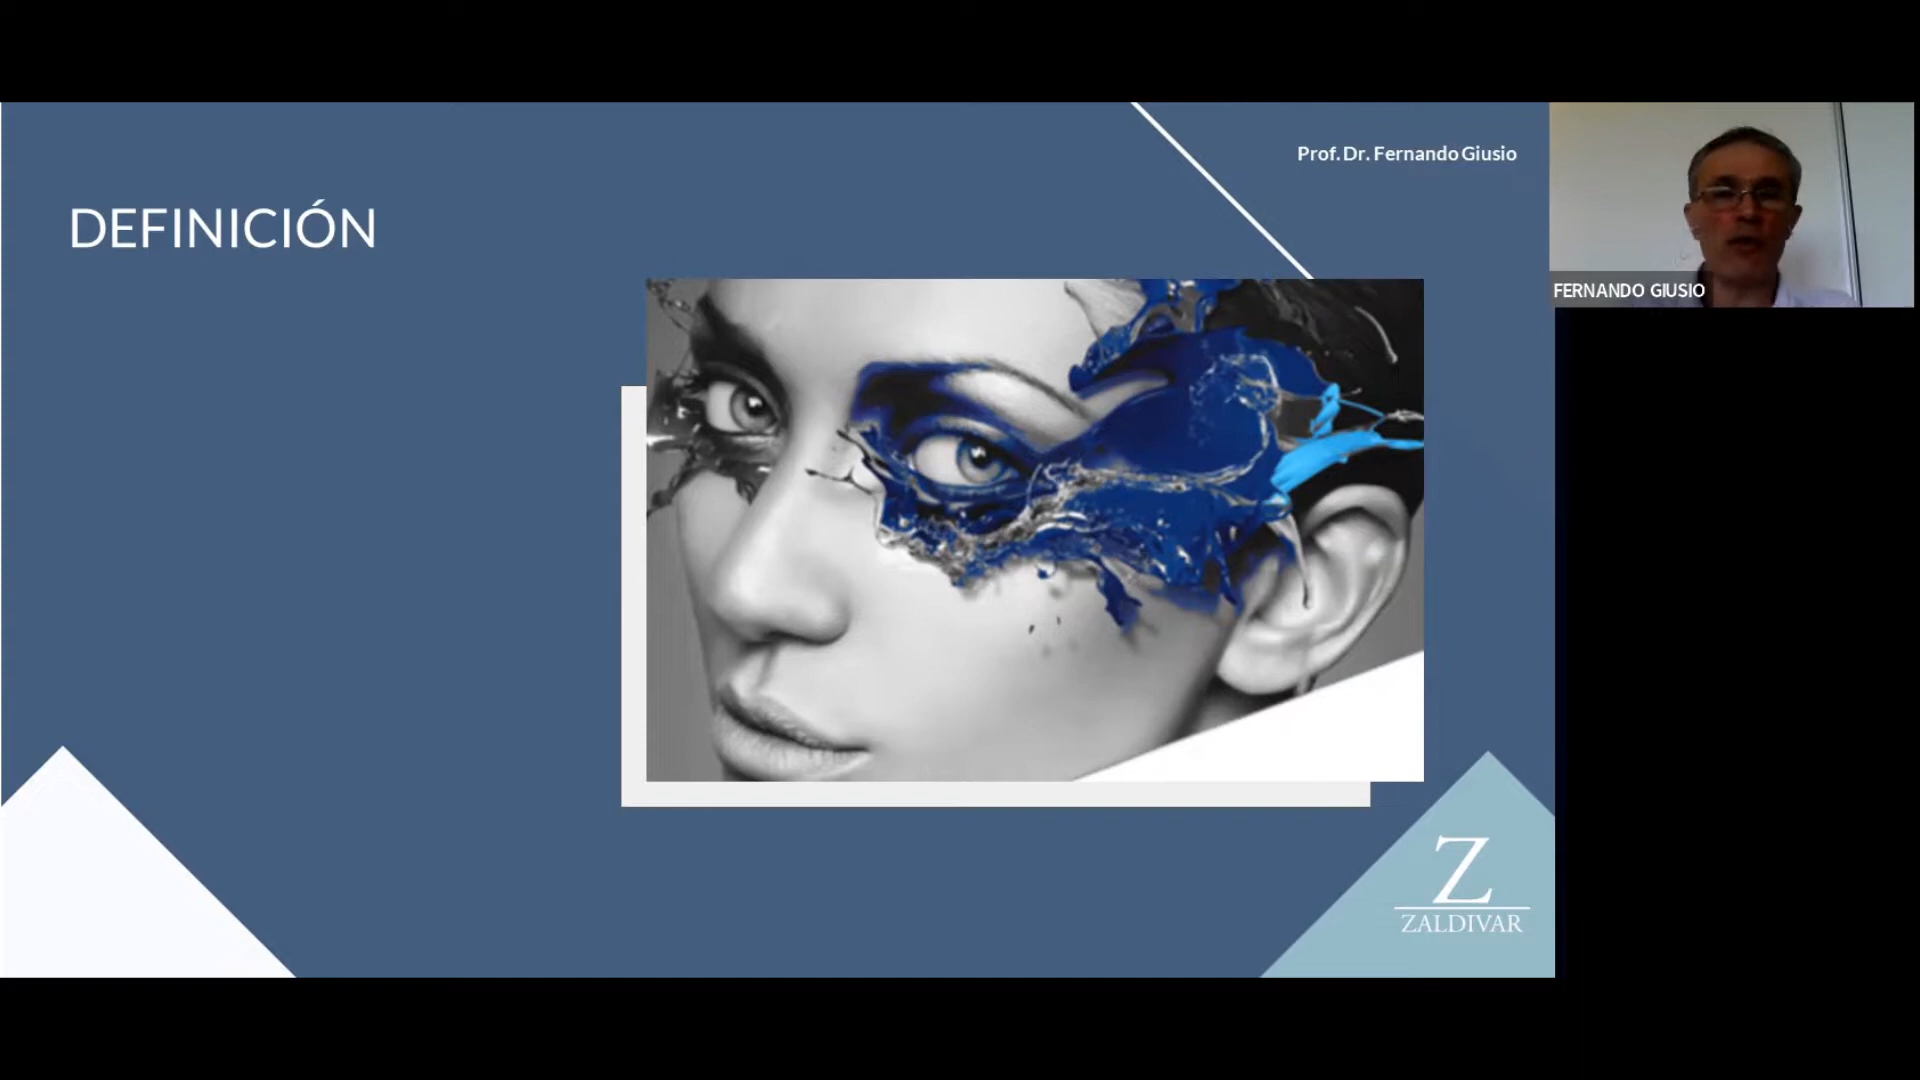 Prof. Dr. Fernando Giusio
DEFINICIÓN
FERNANDO GIUSIO
Z
ZALDIVAR